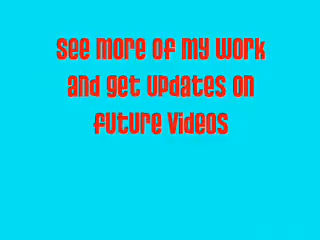 see more of my work
and get updates on
future videos